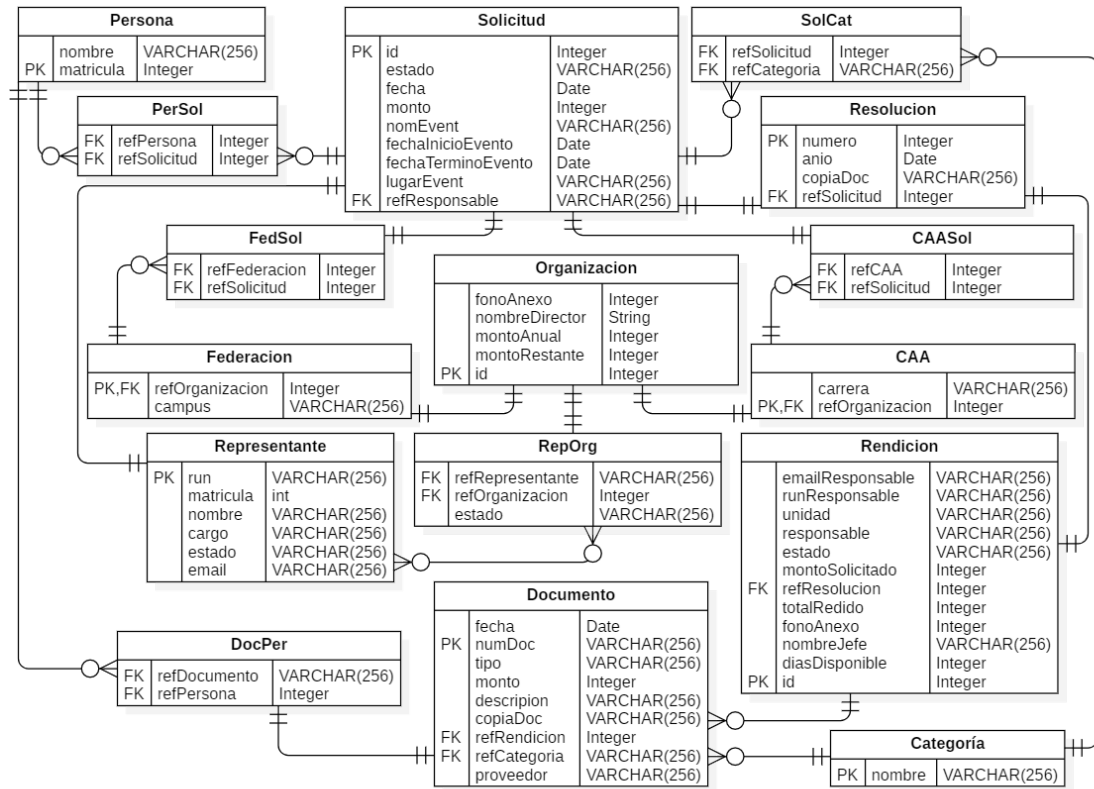 Persona
nombre VARCHAR(256)
PK matricula Integer
Solicitud
PK id Integer
estado VARCHAR(256)
fecha Date
monto Integer
nomEvent VARCHAR(256)
fechaInicioEvento Date
fechaTerminoEvento Date
lugarEvent VARCHAR(256)
FK refResponsable VARCHAR(256)
SolCat
FK refSolicitud Integer
FK refCategoria VARCHAR(256)
PerSol
FK refPersona Integer
FK refSolicitud Integer
Resolucion
PK numero Integer
anio Date
copiaDoc VARCHAR(256)
FK refSolicitud Integer
FedSol
FK refFederacion Integer
FK refSolicitud Integer
Organizacion
fonoAnexo Integer
nombreDirector String
montoAnual Integer
montoRestante Integer
PK id Integer
CAASol
FK refCAA Integer
FK refSolicitud Integer
Federacion
PK,FK refOrganizacion Integer
campus VARCHAR(256)
CAA
carrera VARCHAR(256)
PK,FK refOrganizacion Integer
Representante
PK run VARCHAR(256)
matricula int
nombre VARCHAR(256)
cargo VARCHAR(256)
estado VARCHAR(256)
email VARCHAR(256)
RepOrg
FK refRepresentante VARCHAR(256)
FK refOrganizacion Integer
estado VARCHAR(256)
Rendicion
emailResponsable VARCHAR(256)
runResponsable VARCHAR(256)
unidad VARCHAR(256)
responsable VARCHAR(256)
estado VARCHAR(256)
montoSolicitado Integer
FK refResolucion Integer
totalRedido Integer
fonoAnexo Integer
nombreJefe VARCHAR(256)
diasDisponible Integer
PK id Integer
DocPer
FK refDocumento VARCHAR(256)
FK refPersona Integer
Documento
fecha Date
PK numDoc VARCHAR(256)
tipo VARCHAR(256)
monto Integer
descripion VARCHAR(256)
copiaDoc VARCHAR(256)
FK refRendicion Integer
FK refCategoria VARCHAR(256)
proveedor VARCHAR(256)
Categoría
PK nombre VARCHAR(256)